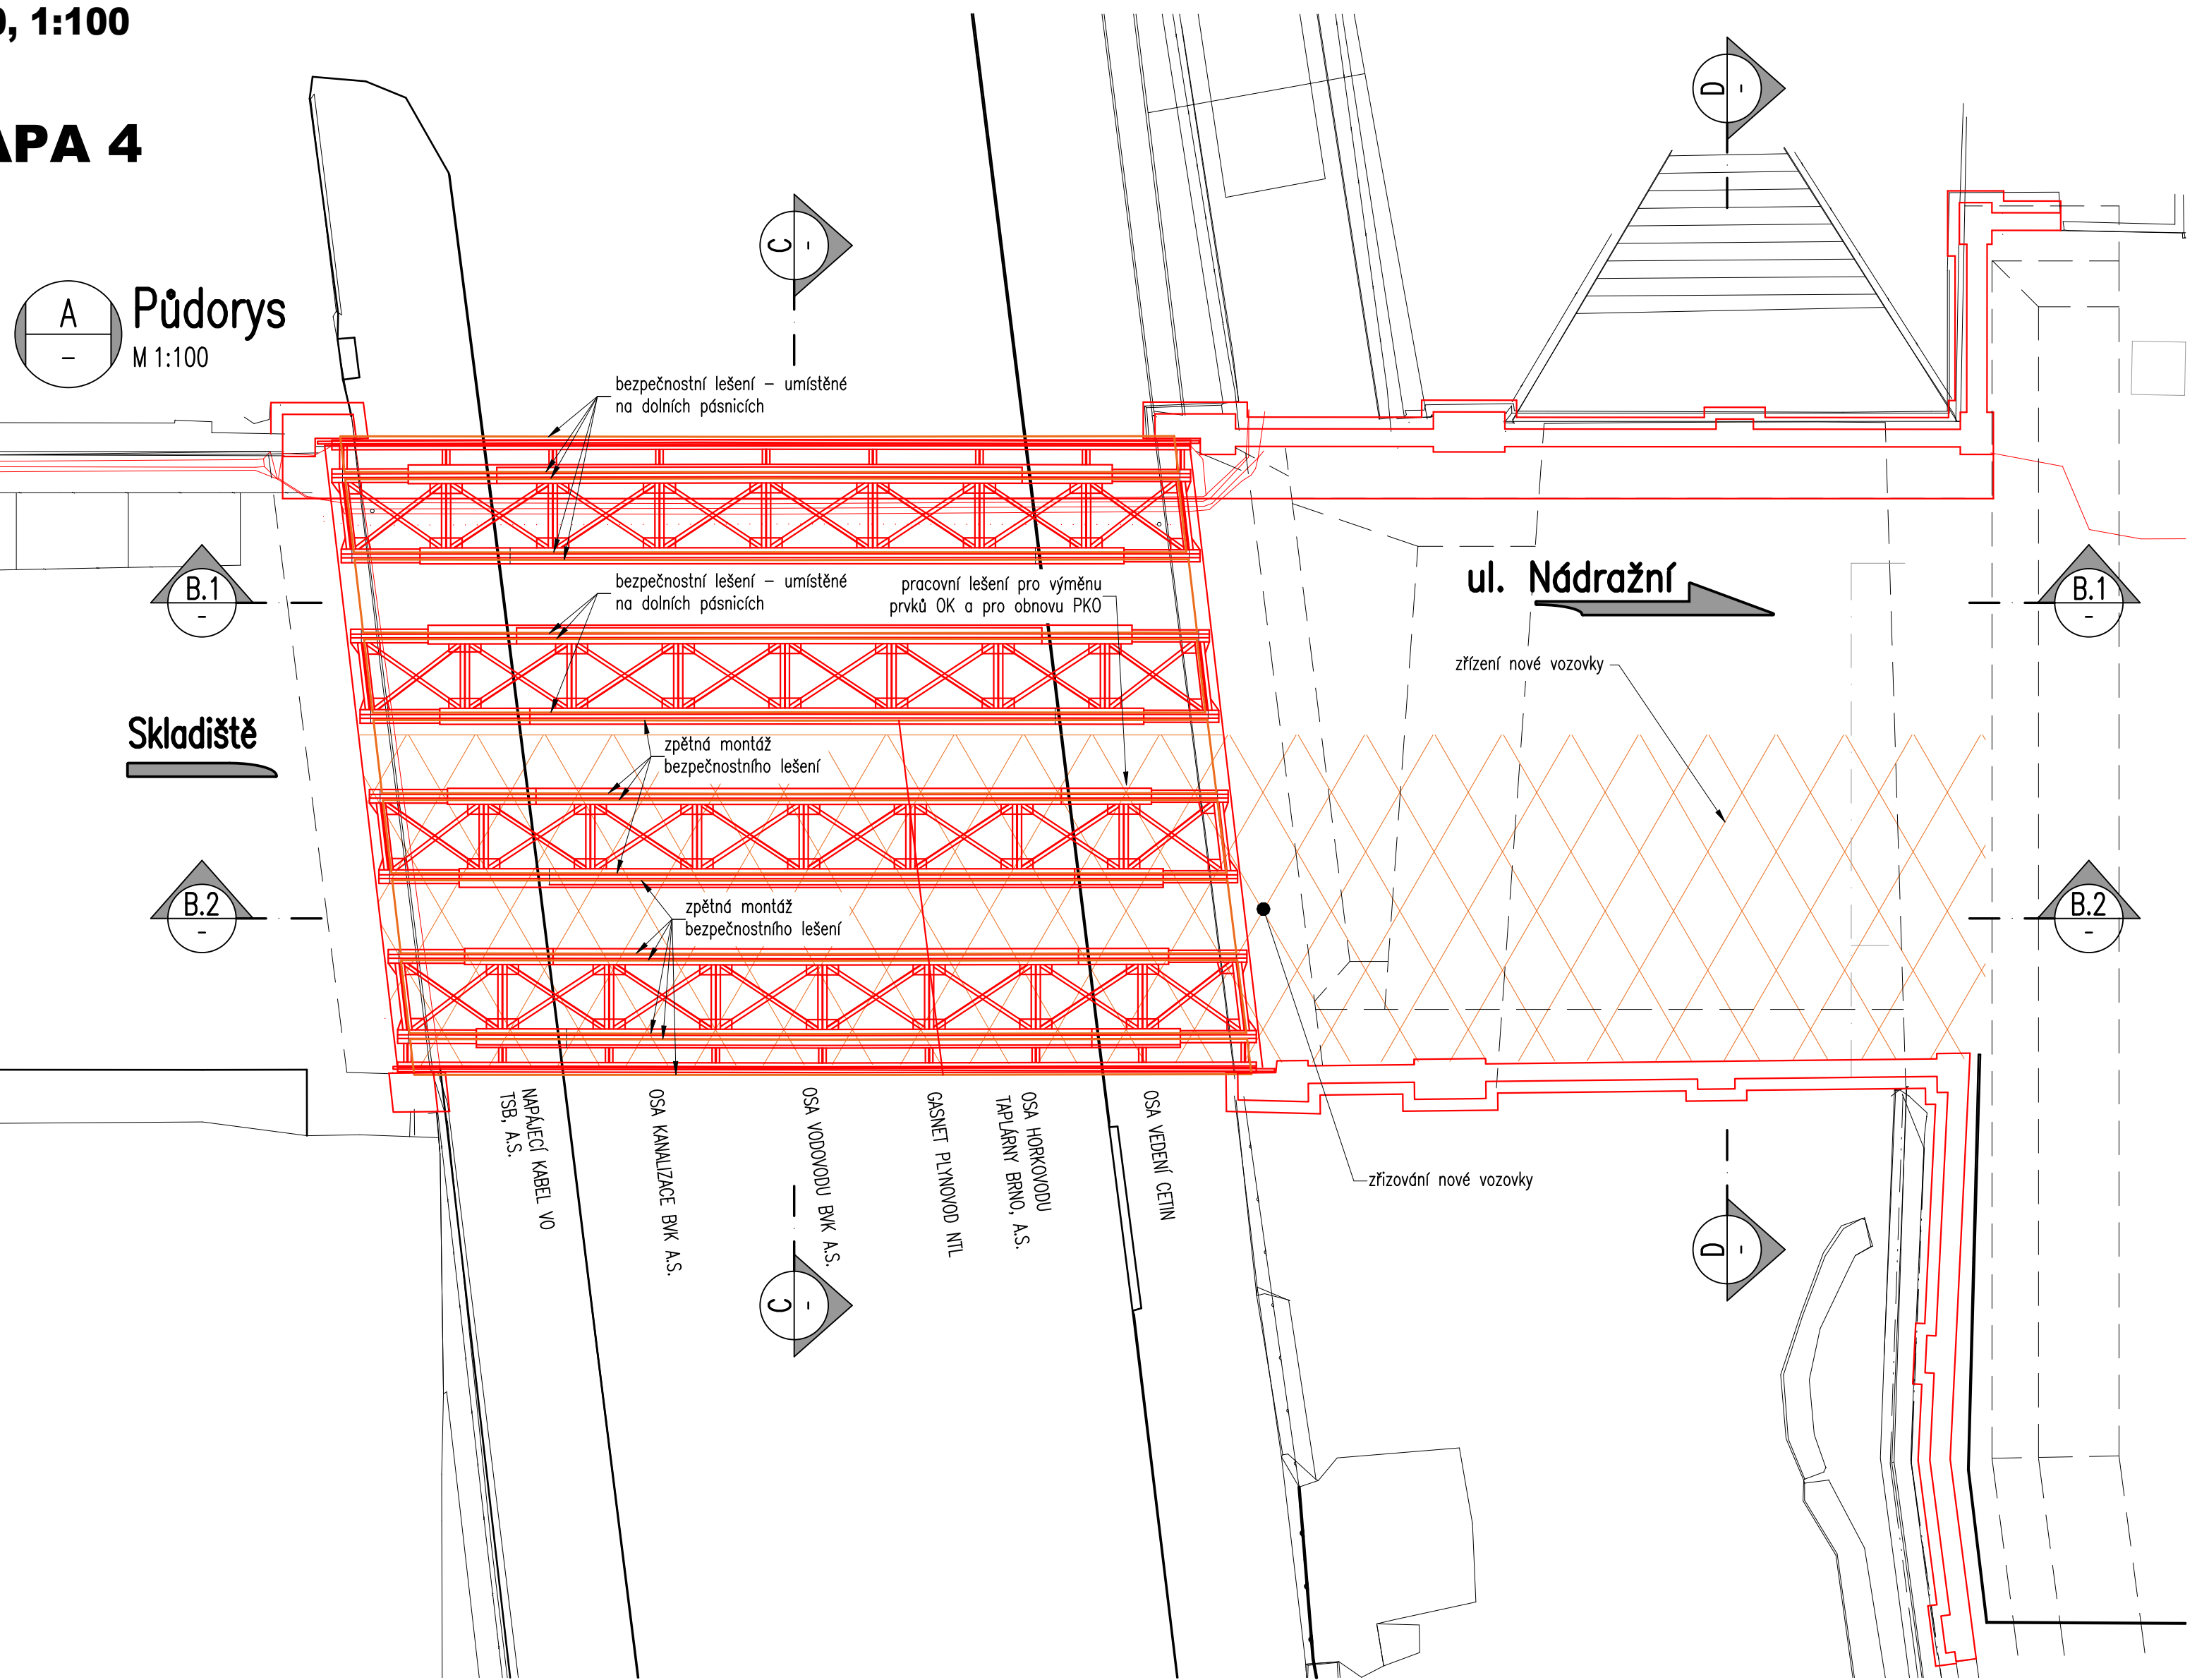 , 1:100
APA 4
A
-
Půdorys
M 1:100
C
-
D
-
bezpečnostní lešení – umístěné
na dolních pásnicích
bezpečnostní lešení – umístěné
na dolních pásnicích
pracovní lešení pro výměnu
prvků OK a pro obnovu PKO
ul. Nádražní
B.1
-
B.1
-
zřízení nové vozovky
Skladiště
zpětná montáž
bezpečnostního lešení
B.2
-
B.2
-
zpětná montáž
bezpečnostního lešení
NAPÁJECÍ KABEL VO
TSB, A.S.
OSA KANALIZACE BVK A.S.
OSA VODOVODU BVK A.S.
GASNET PLYNOVOD NTL
OSA HORKOVODU
TAPLÁRNY BRNO, A.S.
OSA VEDENÍ CETIN
zřizování nové vozovky
C
-
D
-